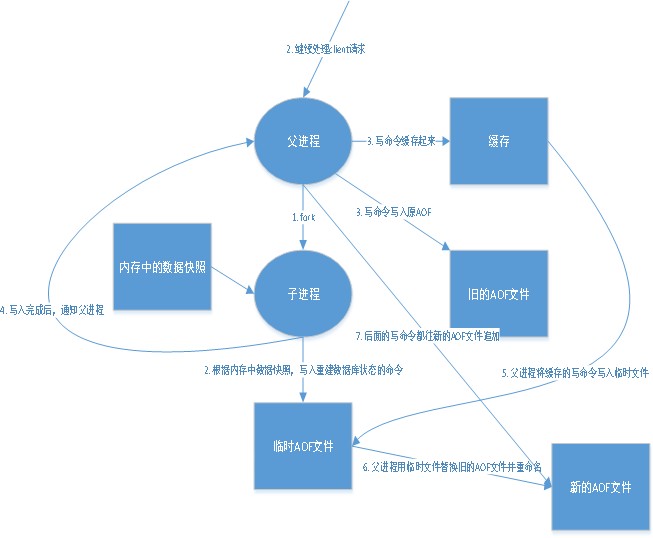 2. 继续处理client请求
父进程
3. 写命令缓存起来
缓存
1. fork
3. 写命令写入原AOF
内存中的数据快照
子进程
旧的AOF文件
4. 写入完成后，通知父进程
7. 后面的写命令都往新的AOF文件追加
2. 根据内存中数据快照，写入重建数据库状态的命令
5. 父进程将缓存的写命令写入临时文件
临时AOF文件
6. 父进程用临时文件替换旧的AOF文件并重命名
新的AOF文件